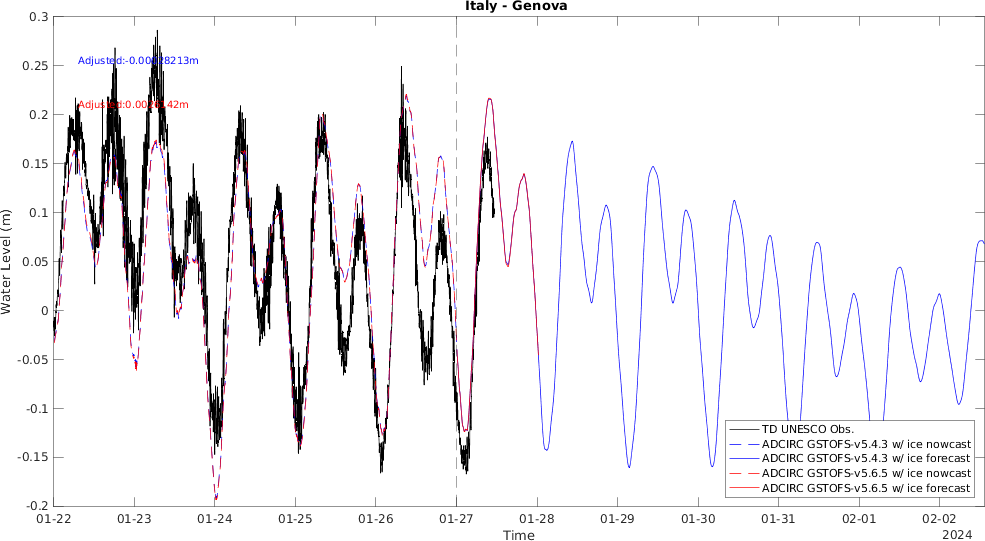 Italy - Genova
Water Level (m)
0.3
0.25
0.2
0.15
0.1
0.05
0
-0.05
-0.1
-0.15
-0.2
TD UNESCO Obs.
ADCIRC GSTOFS-v5.4.3 w/ ice nowcast
ADCIRC GSTOFS-v5.4.3 w/ ice forecast
ADCIRC GSTOFS-v5.6.5 w/ ice nowcast
ADCIRC GSTOFS-v5.6.5 w/ ice forecast
01-22 01-23 01-24 01-25 01-26 01-27 01-28 01-29 01-30 01-31 02-01 02-02
Time
2024